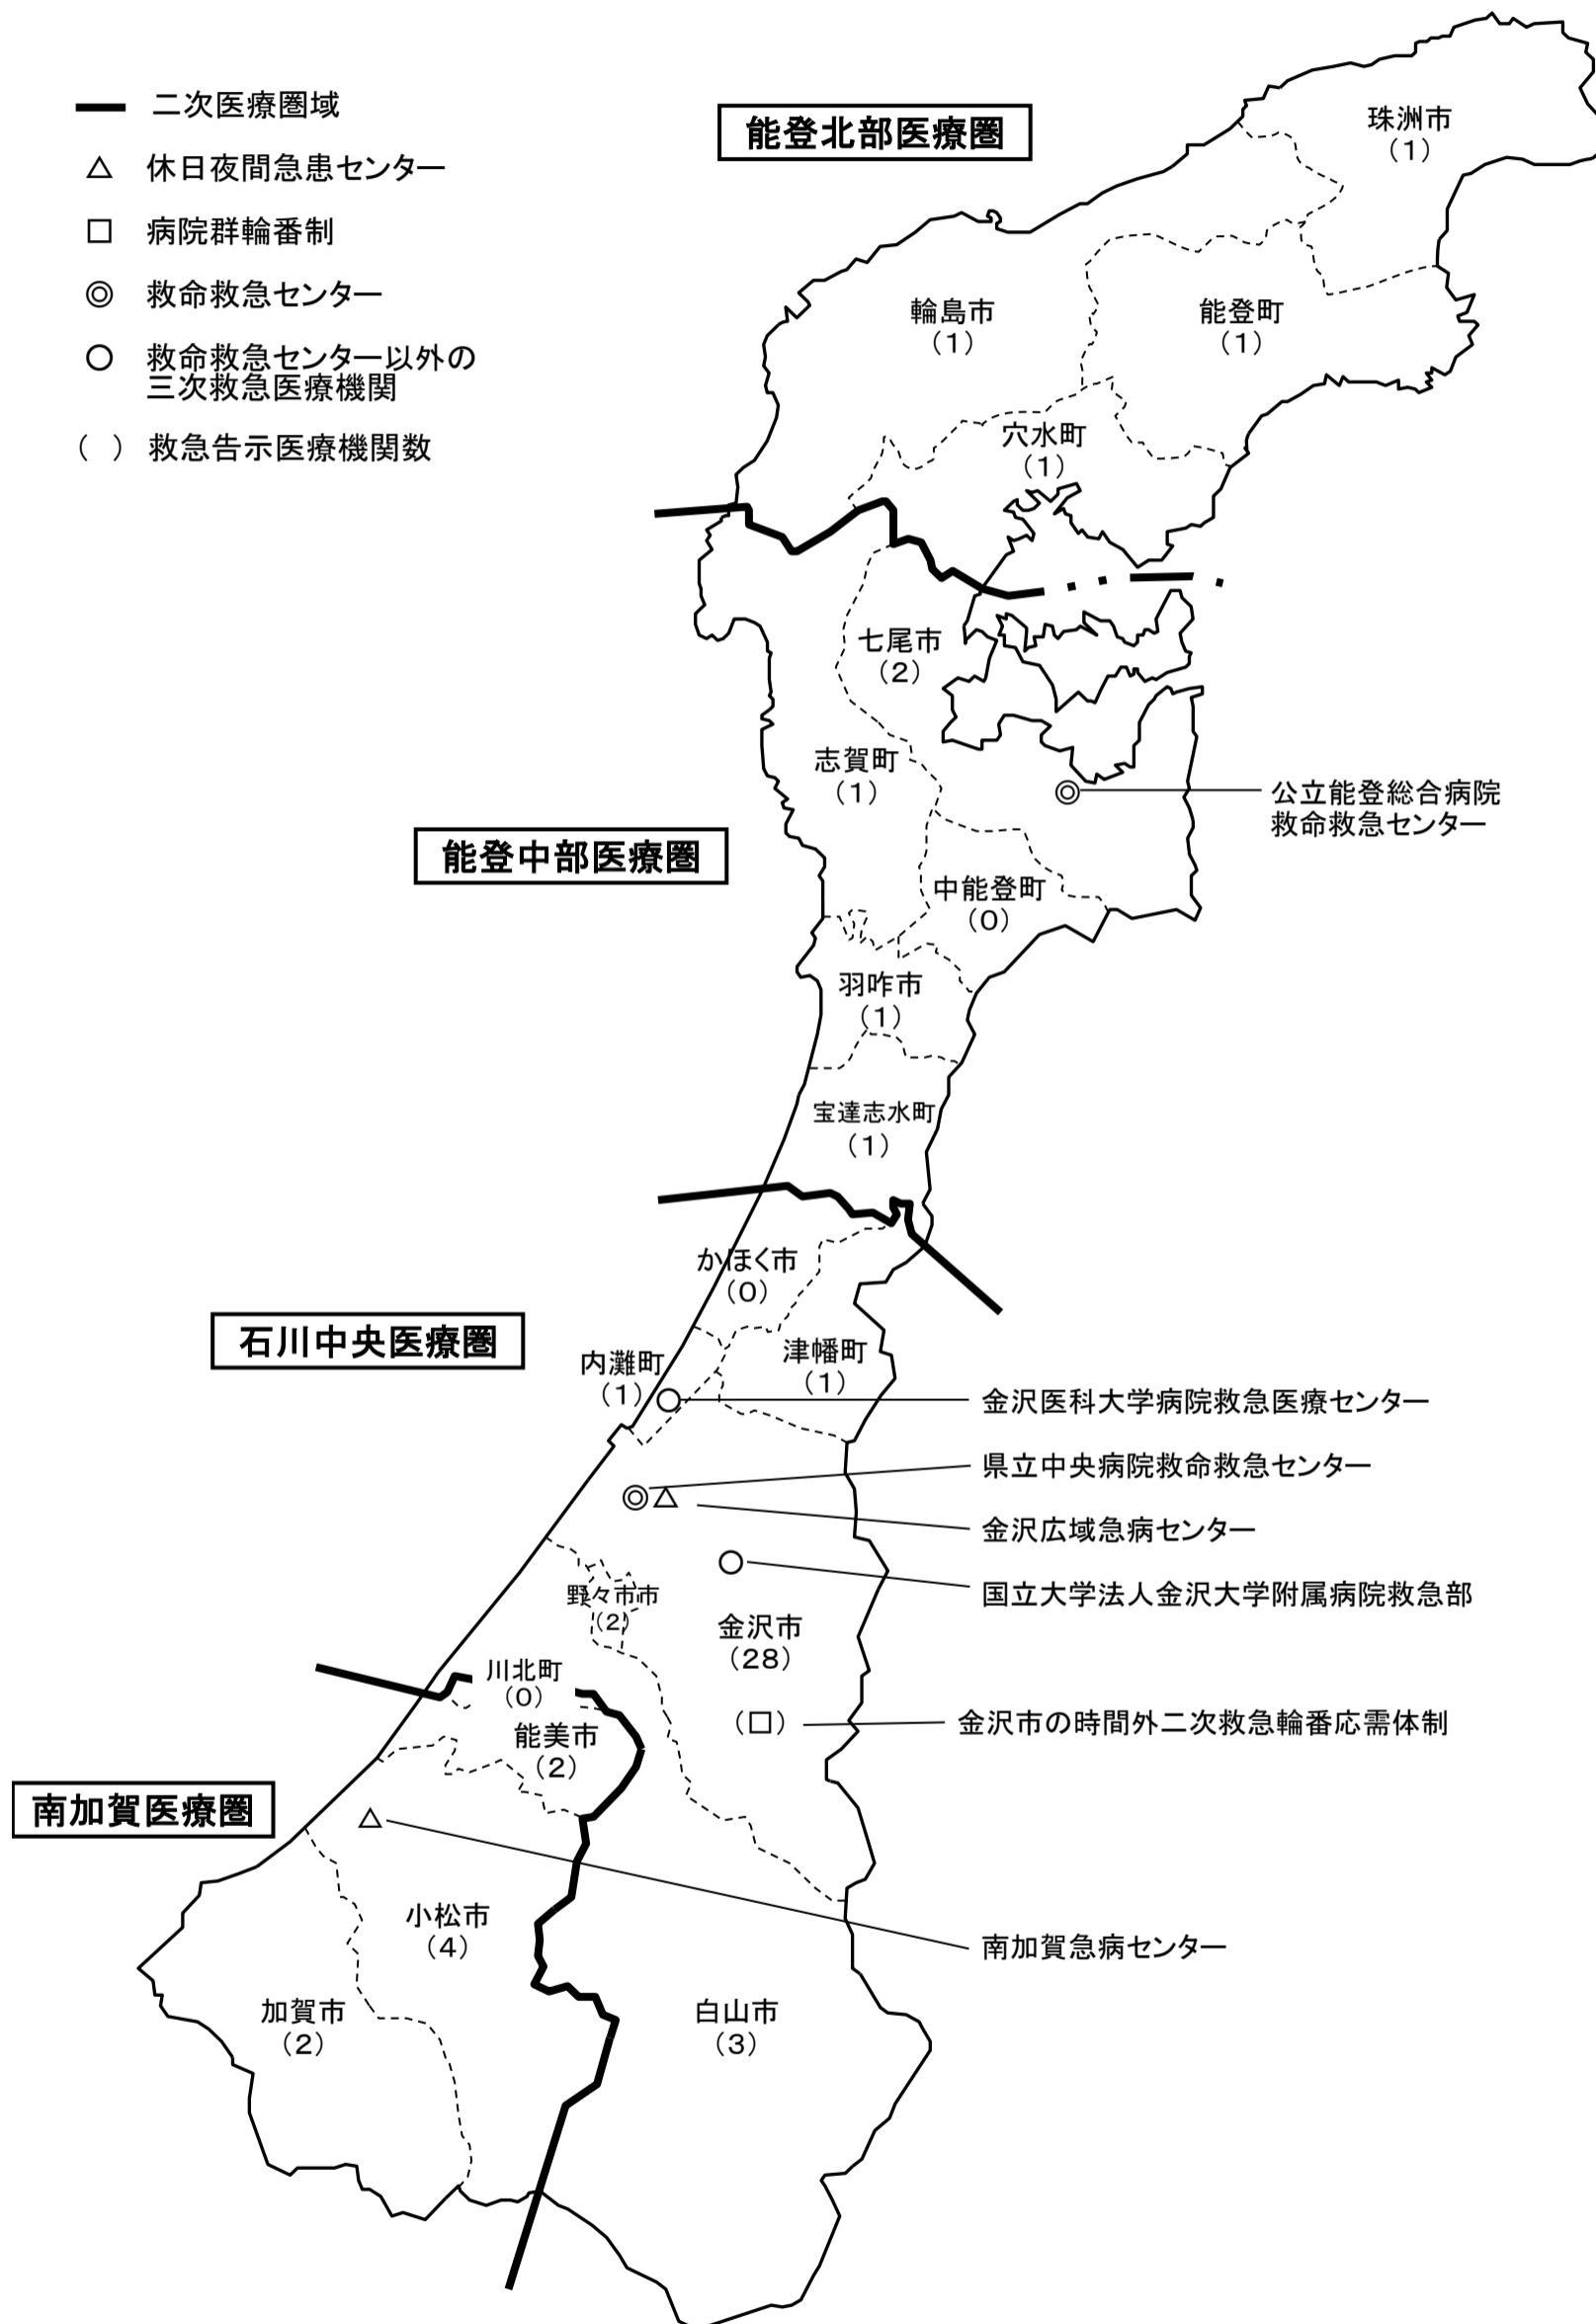 二次医療圏域
休日夜間急患センター
病院群輪番制
救命救急センター
救命救急センター以外の
三次救急医療機関
（　）救急告示医療機関数
能登北部医療圏
珠洲市
（1）
輪島市
（1）
能登町
（1）
穴水町
（1）
七尾市
（2）
志賀町
（1）
公立能登総合病院
救命救急センター
能登中部医療圏
中能登町
（0）
羽咋市
（1）
宝達志水町
（1）
かほく市
（0）
石川中央医療圏
津幡町
（1）
内灘町
（1）
金沢医科大学病院救急医療センター
県立中央病院救命救急センター
金沢広域急病センター
国立大学法人金沢大学附属病院救急部
野々市市
（2）
金沢市
（28）
川北町
（0）
（□）
金沢市の時間外二次救急輪番応需体制
能美市
（2）
南加賀医療圏
小松市
（4）
南加賀急病センター
加賀市
（2）
白山市
（3）